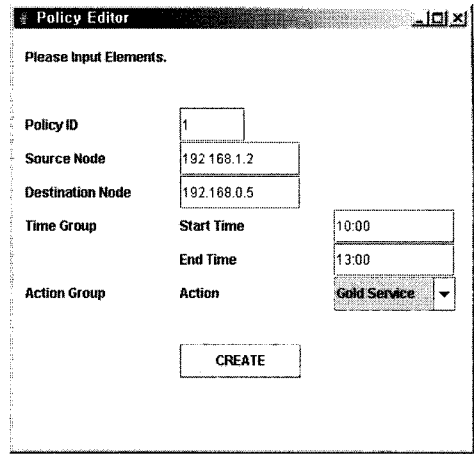 Policy Editor
Please Input Elements.
Policy ID 1
Source Node 192.168.1.2
Destination Node 192.168.0.5
Time Group Start Time 10:00
End Time 13:00
Action Group Action Gold Service
CREATE